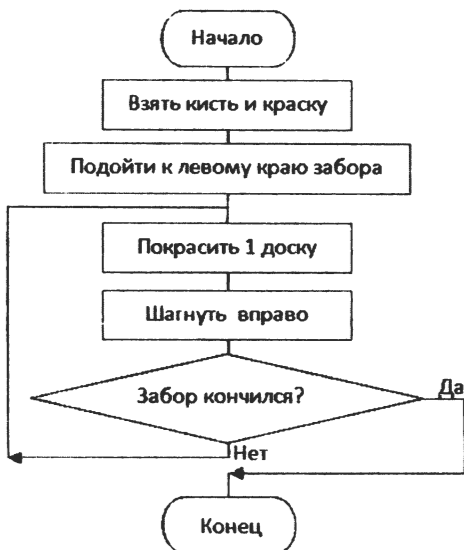 Начало
Взять кисть и краску
Подойти к левому краю забора
Покрасить 1 доску
Шагнуть вправо
Забор кончился?
Да
Нет
Конец